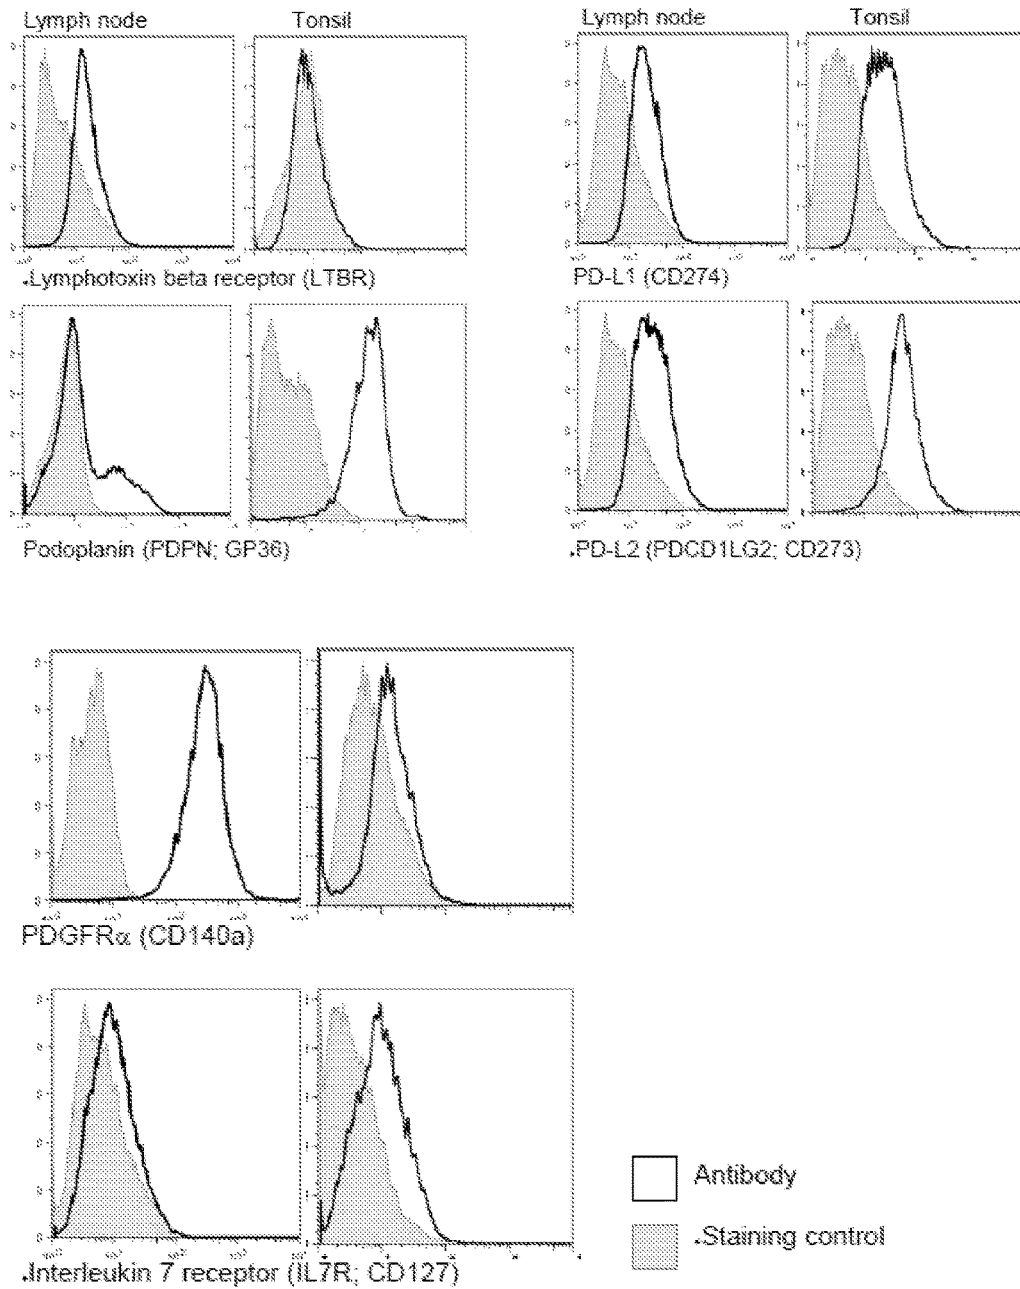 Lymph node
Tonsil
Lymph node
Tonsil
Lymphotoxin beta receptor (LTBR)
PD-L1 (CD274)
Podoplanin (PDPN; GP36)
PD-L2 (PDCD1LG2; CD273)
PDGFRα (CD140a)
Interleukin 7 receptor (IL7R; CD127)
Antibody
Staining control